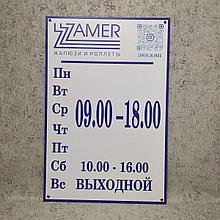 ZAMER
ЖАЛЮЗИ И РОЛЛЕТЫ
Пн
Вт
Ср 09.00-18.00
Чт
Пт
Сб 10.00 - 16.00
Вс ВЫХОДНОЙ